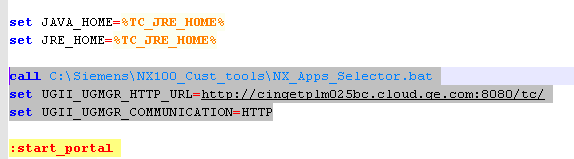 set JAVA_HOME=%TC_JRE_HOME%
set JRE_HOME=%TC_JRE_HOME%
call C:\Siemens\NX100_Cust_tools\NX_Apps_Selector.bat
set UGII_UGMGR_HTTP_URL=http://cingetplm025bc.cloud.ge.com:8080/tc/
set UGII_UGMGR_COMMUNICATION=HTTP
:start_portal